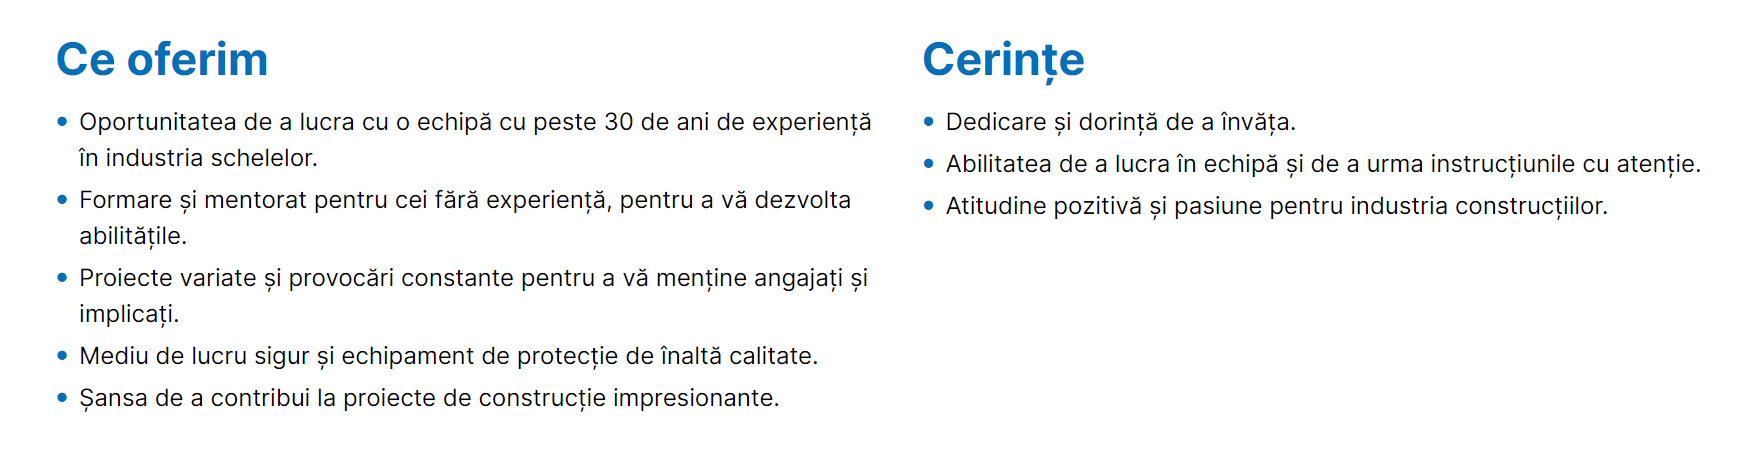 Ce oferim
Oportunitatea de a lucra cu o echipă cu peste 30 de ani de experiență
în industria schelelor.
Formare și mentorat pentru cei fără experiență, pentru a vă dezvolta
abilitățile.
Proiecte variate și provocări constante pentru a vă menține angajați și
implicați.
Mediu de lucru sigur și echipament de protecție de înaltă calitate.
Șansa de a contribui la proiecte de construcție impresionante.
Cerințe
Dedicare și dorință de a învăța.
Abilitatea de a lucra în echipă și de a urma instrucțiunile cu atenție.
Atitudine pozitivă și pasiune pentru industria construcțiilor.